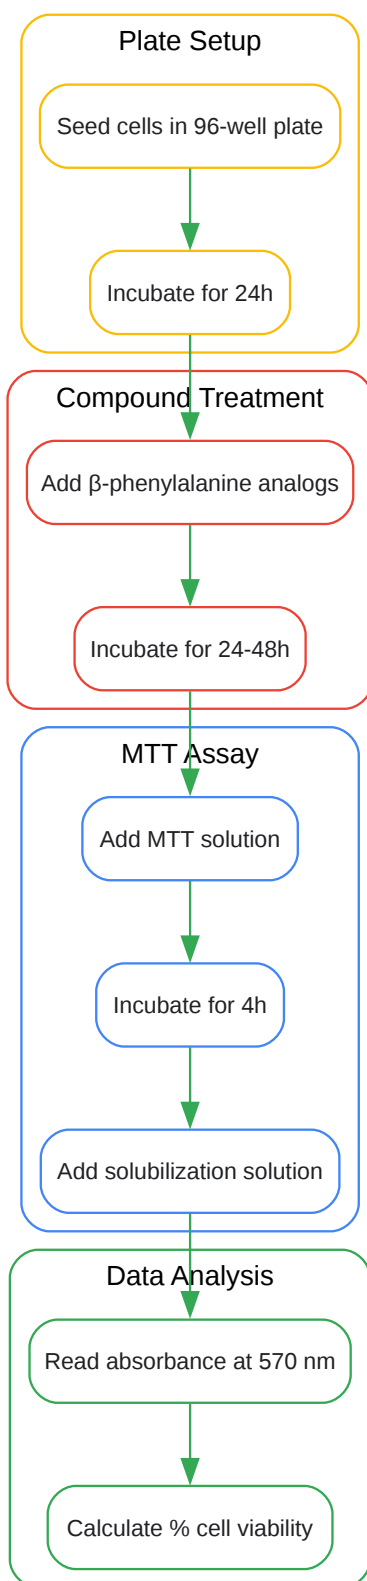 Plate Setup
Seed cells in 96-well plate
Incubate for 24h
Compound Treatment
Add β-phenylalanine analogs
Incubate for 24-48h
MTT Assay
Add MTT solution
Incubate for 4h
Add solubilization solution
Data Analysis
Read absorbance at 570 nm
Calculate % cell viability